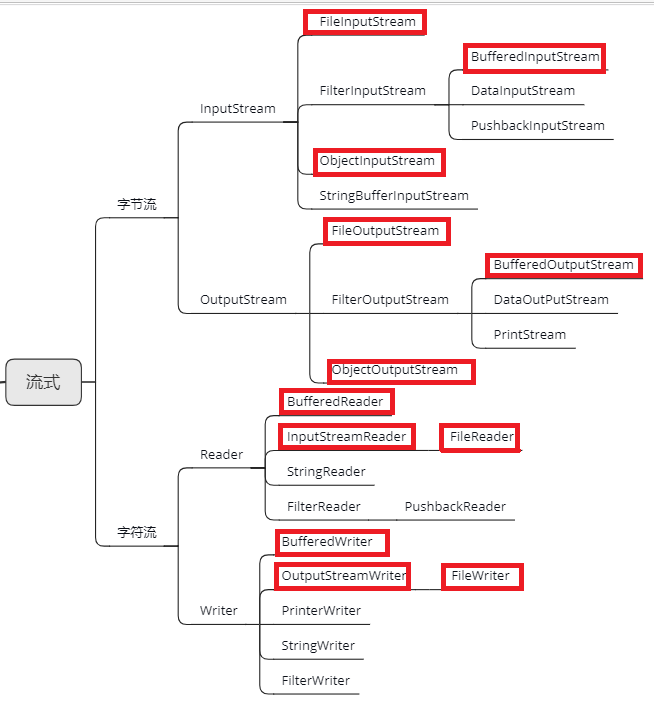 流式
字节流
InputStream
FileInputStream
FilterInputStream
BufferedInputStream
DataInputStream
PushbackInputStream
ObjectInputStream
StringBufferInputStream
OutputStream
FileOutputStream
FilterOutputStream
BufferedOutputStream
DataOutPutStream
PrintStream
ObjectOutputStream
字符流
Reader
BufferedReader
InputStreamReader
FileReader
StringReader
FilterReader
PushbackReader
Writer
BufferedWriter
OutputStreamWriter
FileWriter
PrinterWriter
StringWriter
FilterWriter